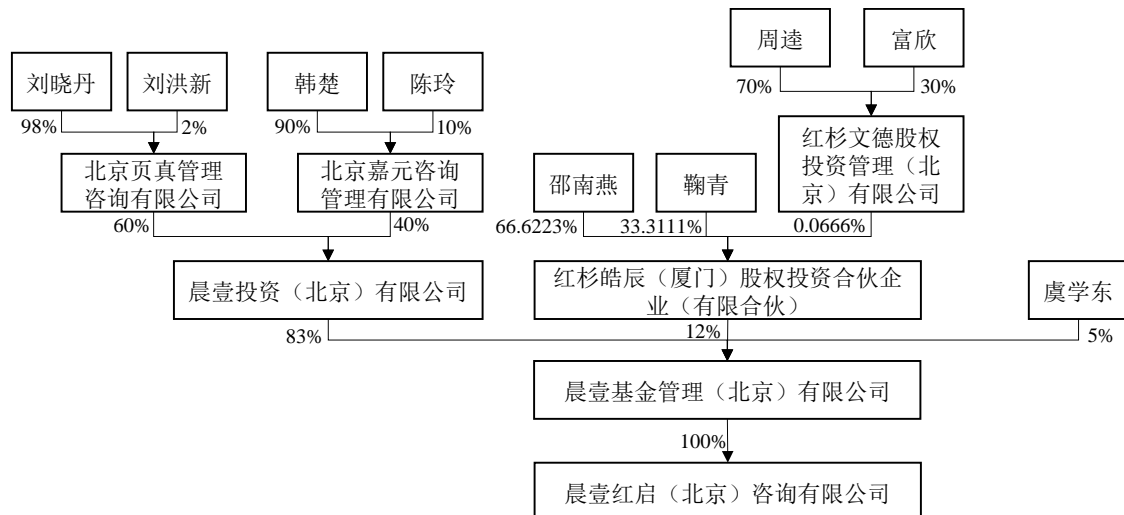 周逵
富欣
刘晓丹
刘洪新
韩楚
陈玲
70%
30%
98%
2%
90%
10%
北京页真管理
咨询有限公司
北京嘉元咨询
管理有限公司
邵南燕
鞠青
红杉文德股权
投资管理（北
京）有限公司
60%
40%
66.6223%
33.3111%
0.0666%
晨壹投资（北京）有限公司
红杉皓辰（厦门）股权投资合伙企
业（有限合伙）
虞学东
83%
12%
5%
晨壹基金管理（北京）有限公司
100%
晨壹红启（北京）咨询有限公司